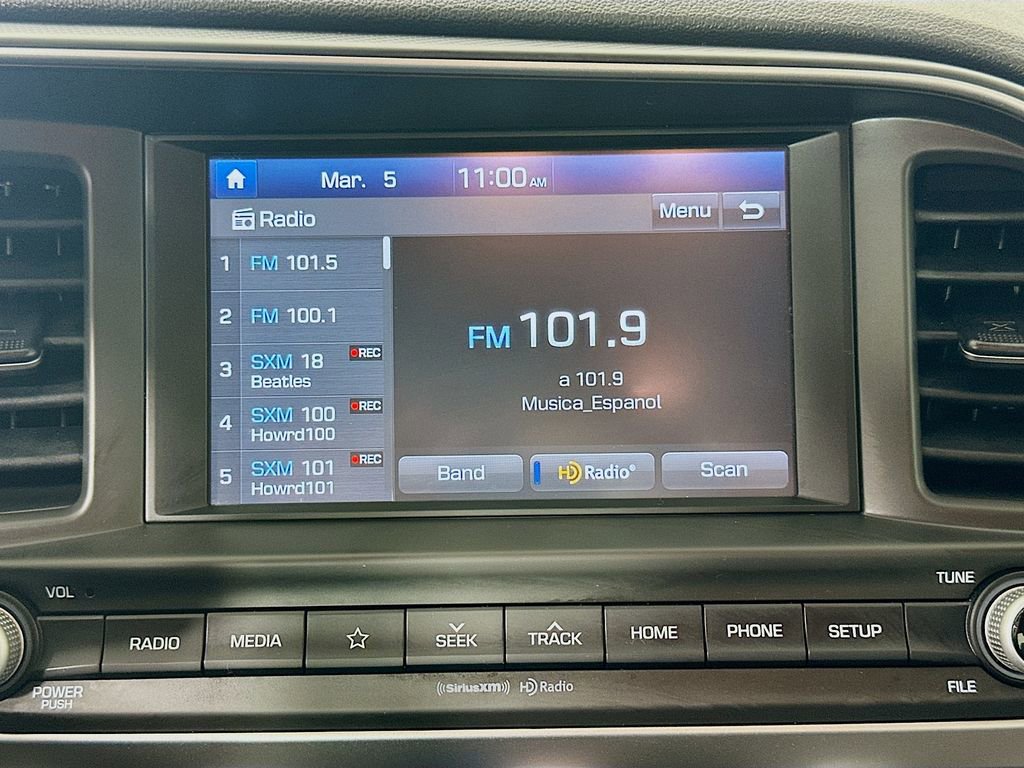 Mar. 5 11:00 AM
Radio Menu
1 FM 101.5
2 FM 100.1
3 SXM 18 REC
Beatles
4 SXM 100 REC
Howrd100
5 SXM 101 REC
Howrd101
FM 101.9
a 101.9
Musica_Espanol
Band HD Radio® Scan
VOL TUNE
RADIO MEDIA SEEK TRACK HOME PHONE SETUP
POWER
PUSH
((SiriusXM)) HD Radio
FILE